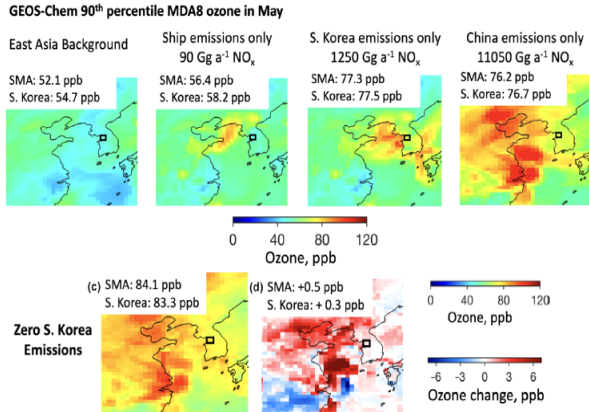 GEOS-Chem 90th percentile MDA8 ozone in May
East Asia Background
SMA: 52.1 ppb
S. Korea: 54.7 ppb
Ship emissions only
90 Gg a-1 NOx
SMA: 56.4 ppb
S. Korea: 58.2 ppb
S. Korea emissions only
1250 Gg a-1 NOx
SMA: 77.3 ppb
S. Korea: 77.5 ppb
China emissions only
11050 Gg a-1 NOx
SMA: 76.2 ppb
S. Korea: 76.7 ppb
0 40 80 120
Ozone, ppb
Zero S. Korea
Emissions
(c) SMA: 84.1 ppb
S. Korea: 83.3 ppb
(d) SMA: +0.5 ppb
S. Korea: + 0.3 ppb
0 40 80 120
Ozone, ppb
-6 -3 0 3 6
Ozone change, ppb